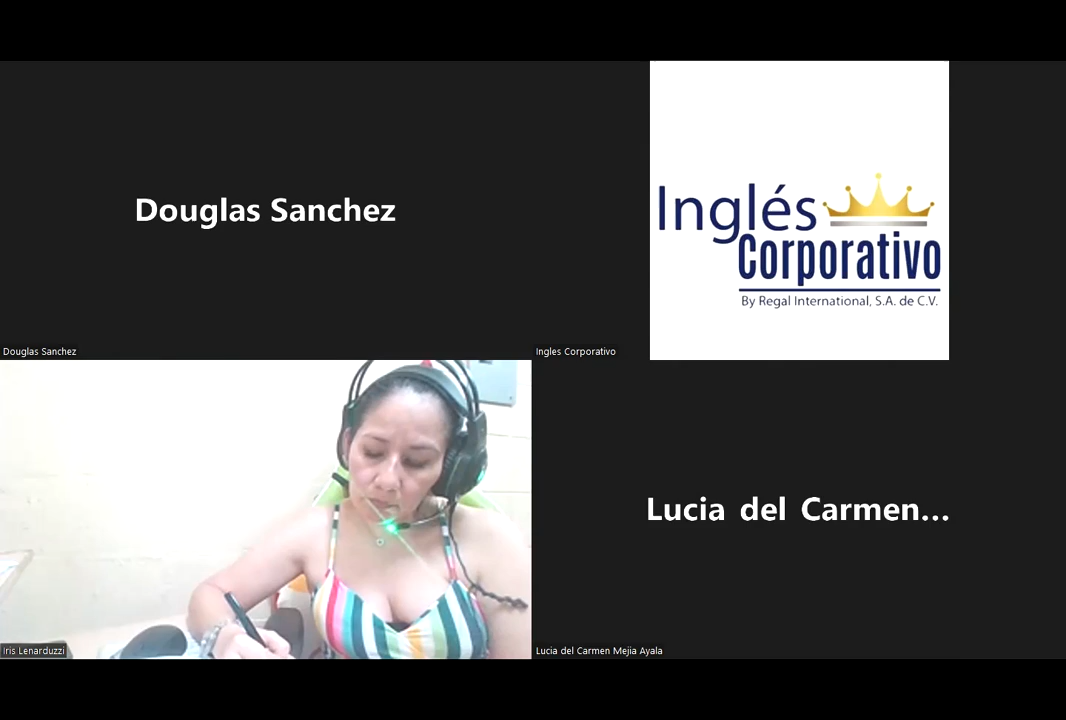 Douglas Sanchez
Inglés
Corporativo
By Regal International, S.A. de C.V.
Douglas Sanchez
Ingles Corporativo
Lucia del Carmen...
Iris Lenarduzzi
Lucia del Carmen Mejia Ayala